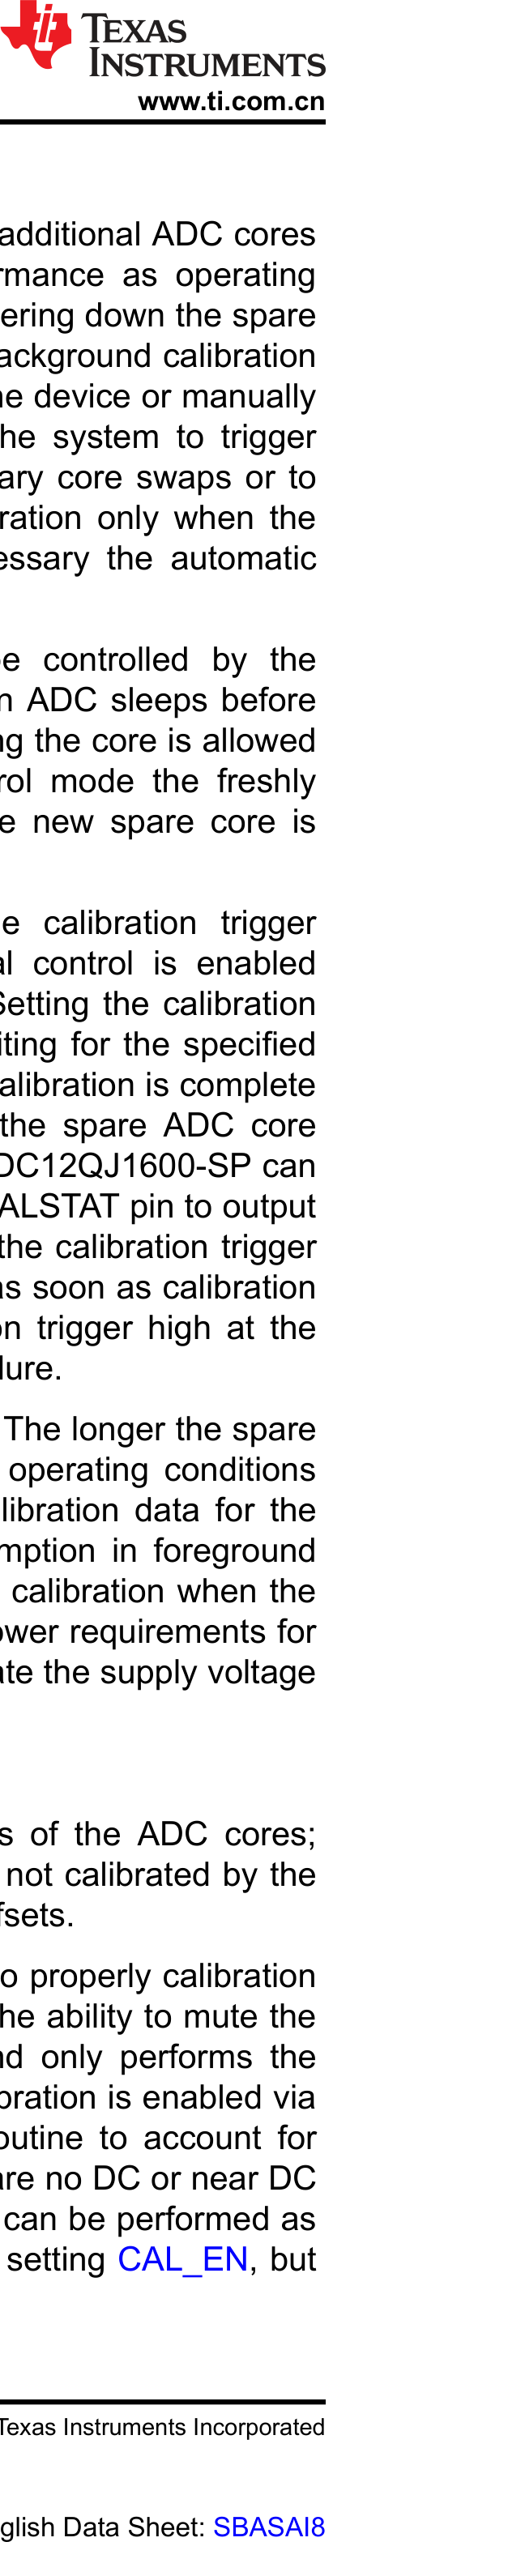 TEXAS
INSTRUMENTS
www.ti.com.cn
additional ADC cores
rmance as operating
ering down the spare
ackground calibration
he device or manually
he system to trigger
ary core swaps or to
ration only when the
essary the automatic
e controlled by the
n ADC sleeps before
ng the core is allowed
rol mode the freshly
e new spare core is
e calibration trigger
al control is enabled
Setting the calibration
iting for the specified
alibration is complete
the spare ADC core
DC12QJ1600-SP can
ALSTAT pin to output
the calibration trigger
as soon as calibration
on trigger high at the
dure.
The longer the spare
operating conditions
libration data for the
mption in foreground
calibration when the
ower requirements for
ate the supply voltage
s of the ADC cores;
not calibrated by the
fsets.
o properly calibration
he ability to mute the
nd only performs the
bration is enabled via
outine to account for
are no DC or near DC
can be performed as
setting CAL_EN, but
Texas Instruments Incorporated
glish Data Sheet: SBASAI8